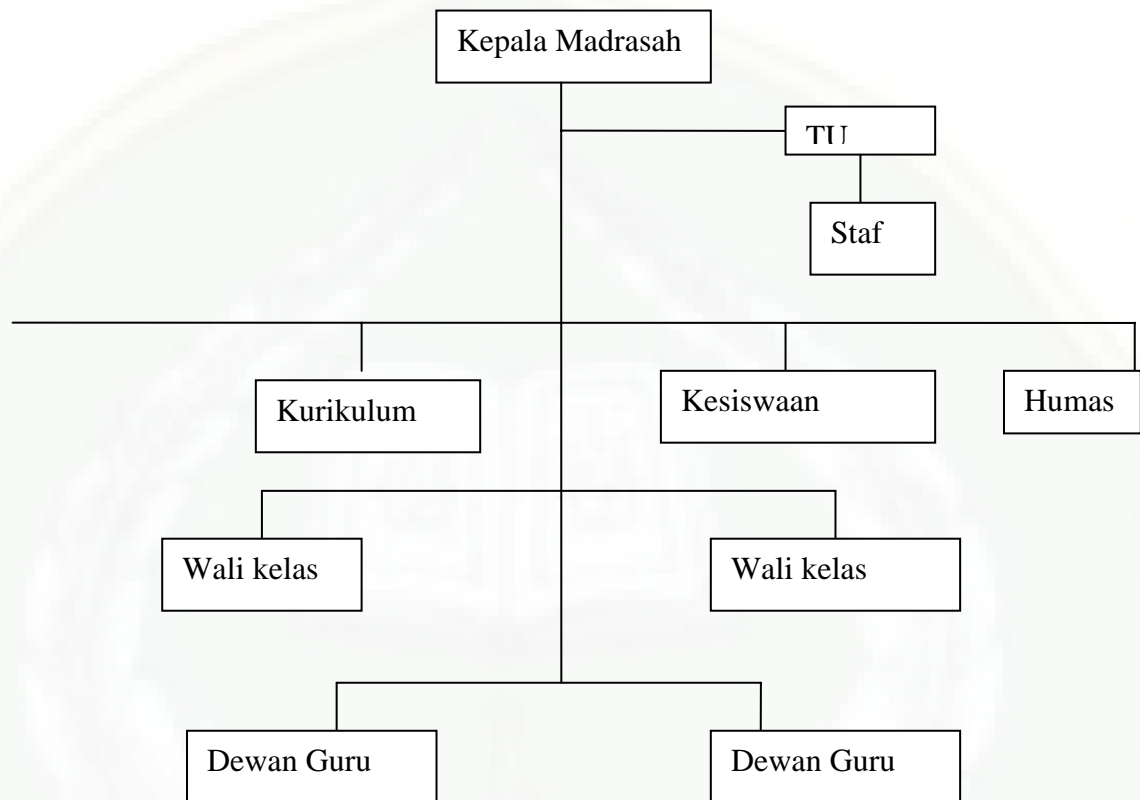 Kepala Madrasah
TU
Staf
Kurikulum
Kesiswaan
Humas
Wali kelas
Wali kelas
Dewan Guru
Dewan Guru